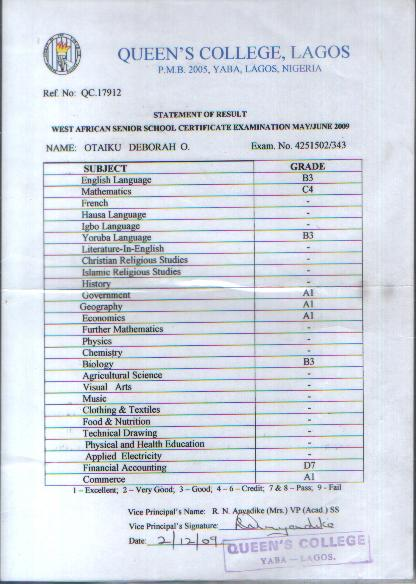 QUEEN'S COLLEGE, LAGOS
P.M.B. 2005, YABA, LAGOS, NIGERIA
Ref. No: QC.17912
STATEMENT OF RESULT
WEST AFRICAN SENIOR SCHOOL CERTIFICATE EXAMINATION MAY/JUNE 2009
NAME: OTAIKU DEBORAH O. Exam. No. 4251502/343
SUBJECT GRADE
English Language B3
Mathematics C4
French -
Hausa Language -
Igbo Language -
Yoruba Language B3
Literature-In-English -
Christian Religious Studies -
Islamic Religious Studies -
History -
Government A1
Geography A1
Economics A1
Further Mathematics -
Physics -
Chemistry -
Biology B3
Agricultural Science -
Visual Arts -
Music -
Clothing & Textiles -
Food & Nutrition -
Technical Drawing -
Physical and Health Education -
Applied Electricity -
Financial Accounting D7
Commerce A1
1 – Excellent; 2 – Very Good; 3 – Good; 4 – 6 – Credit; 7 & 8 – Pass; 9 - Fail
Vice Principal's Name: R. N. Anyadike (Mrs.) VP (Acad.) SS
Vice Principal's Signature: RNAnyadike
Date: 2/12/09
QUEEN'S COLLEGE
YABA – LAGOS.